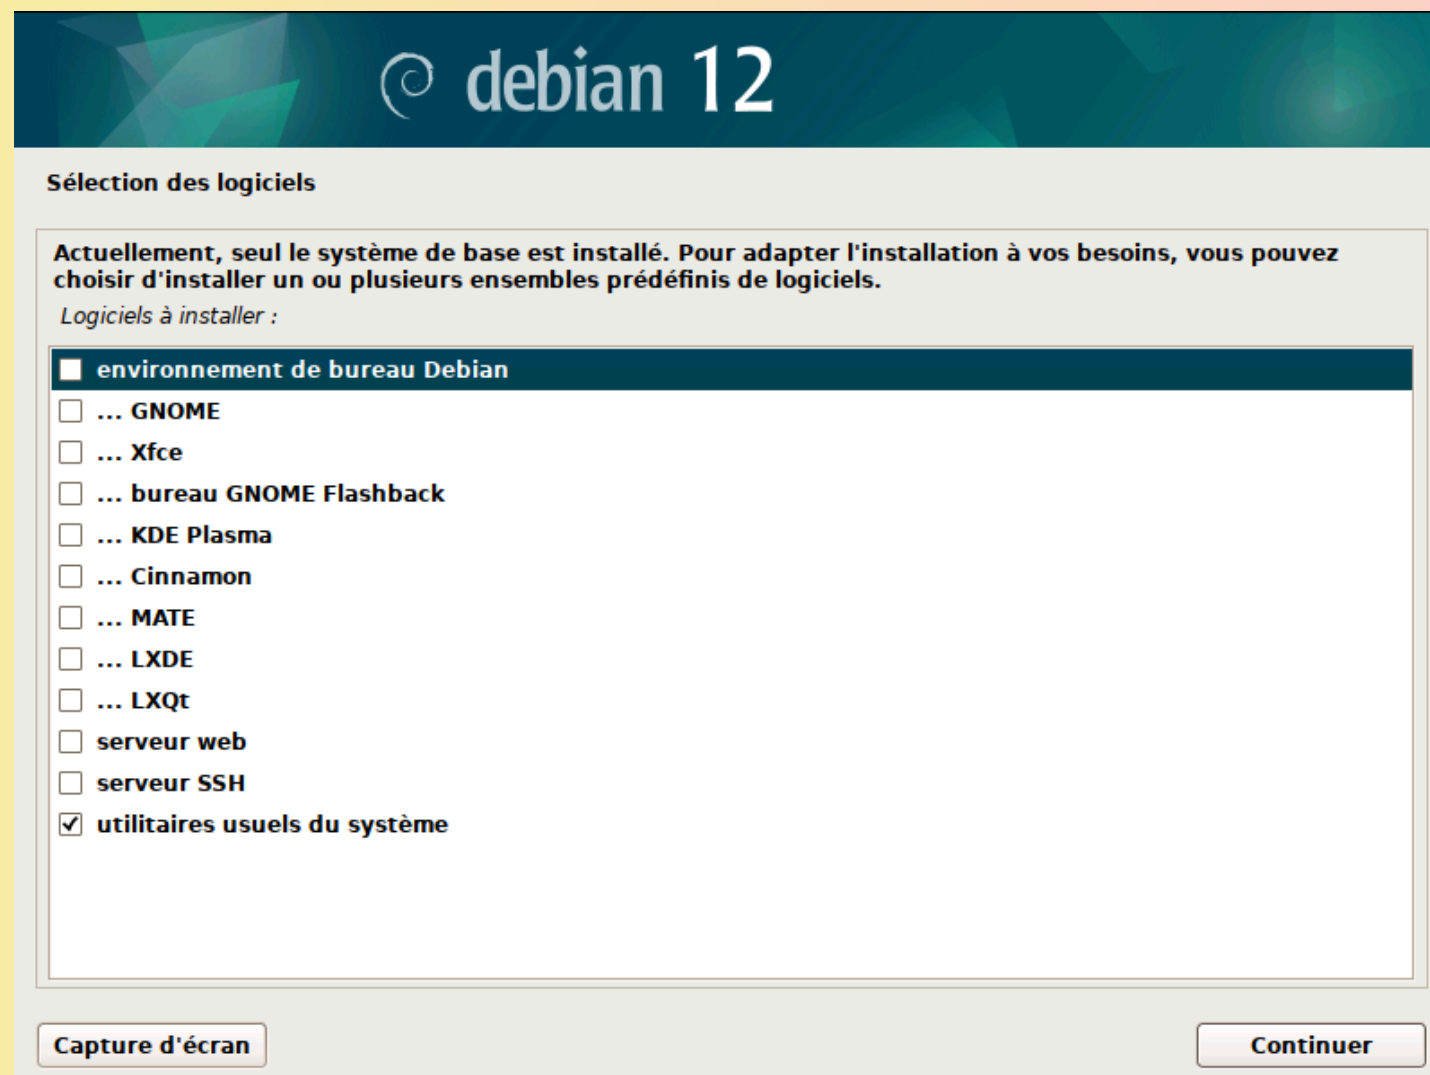 debian 12
Sélection des logiciels
Actuellement, seul le système de base est installé. Pour adapter l'installation à vos besoins, vous pouvez
choisir d'installer un ou plusieurs ensembles prédéfinis de logiciels.
Logiciels à installer :
environnement de bureau Debian
... GNOME
... Xfce
... bureau GNOME Flashback
... KDE Plasma
... Cinnamon
... MATE
... LXDE
... LXQt
serveur web
serveur SSH
utilitaires usuels du système
Capture d'écran
Continuer